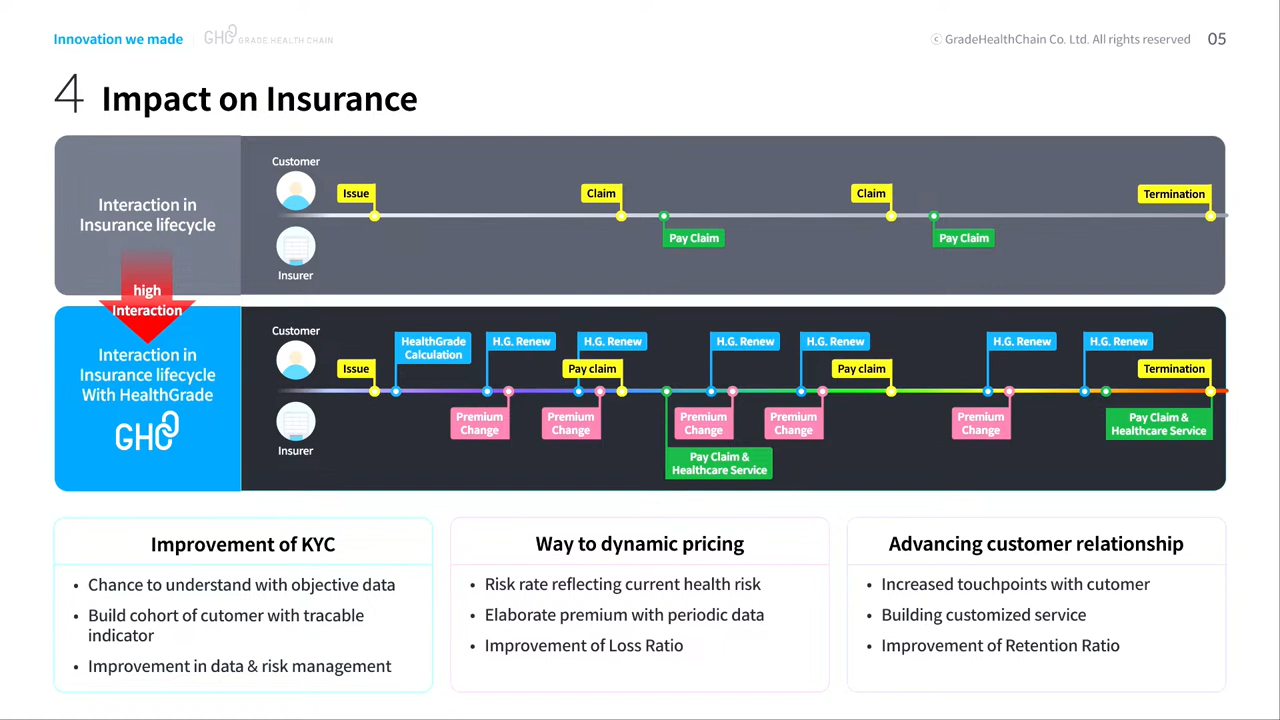 Innovation we made
GHC GRADE HEALTH CHAIN
ⓒ GradeHealthChain Co. Ltd. All rights reserved
05
4 Impact on Insurance
Interaction in
Insurance lifecycle
Customer
Issue
Claim
Claim
Termination
Pay Claim
Pay Claim
Insurer
high
Interaction
Interaction in
Insurance lifecycle
With HealthGrade
GHC
Customer
HealthGrade
Calculation
H.G. Renew
H.G. Renew
H.G. Renew
H.G. Renew
H.G. Renew
H.G. Renew
Issue
Pay claim
Pay claim
Termination
Premium
Change
Premium
Change
Premium
Change
Premium
Change
Premium
Change
Pay Claim &
Healthcare Service
Insurer
Pay Claim &
Healthcare Service
Improvement of KYC
• Chance to understand with objective data
• Build cohort of cutomer with tracable
indicator
• Improvement in data & risk management
Way to dynamic pricing
• Risk rate reflecting current health risk
• Elaborate premium with periodic data
• Improvement of Loss Ratio
Advancing customer relationship
• Increased touchpoints with cutomer
• Building customized service
• Improvement of Retention Ratio